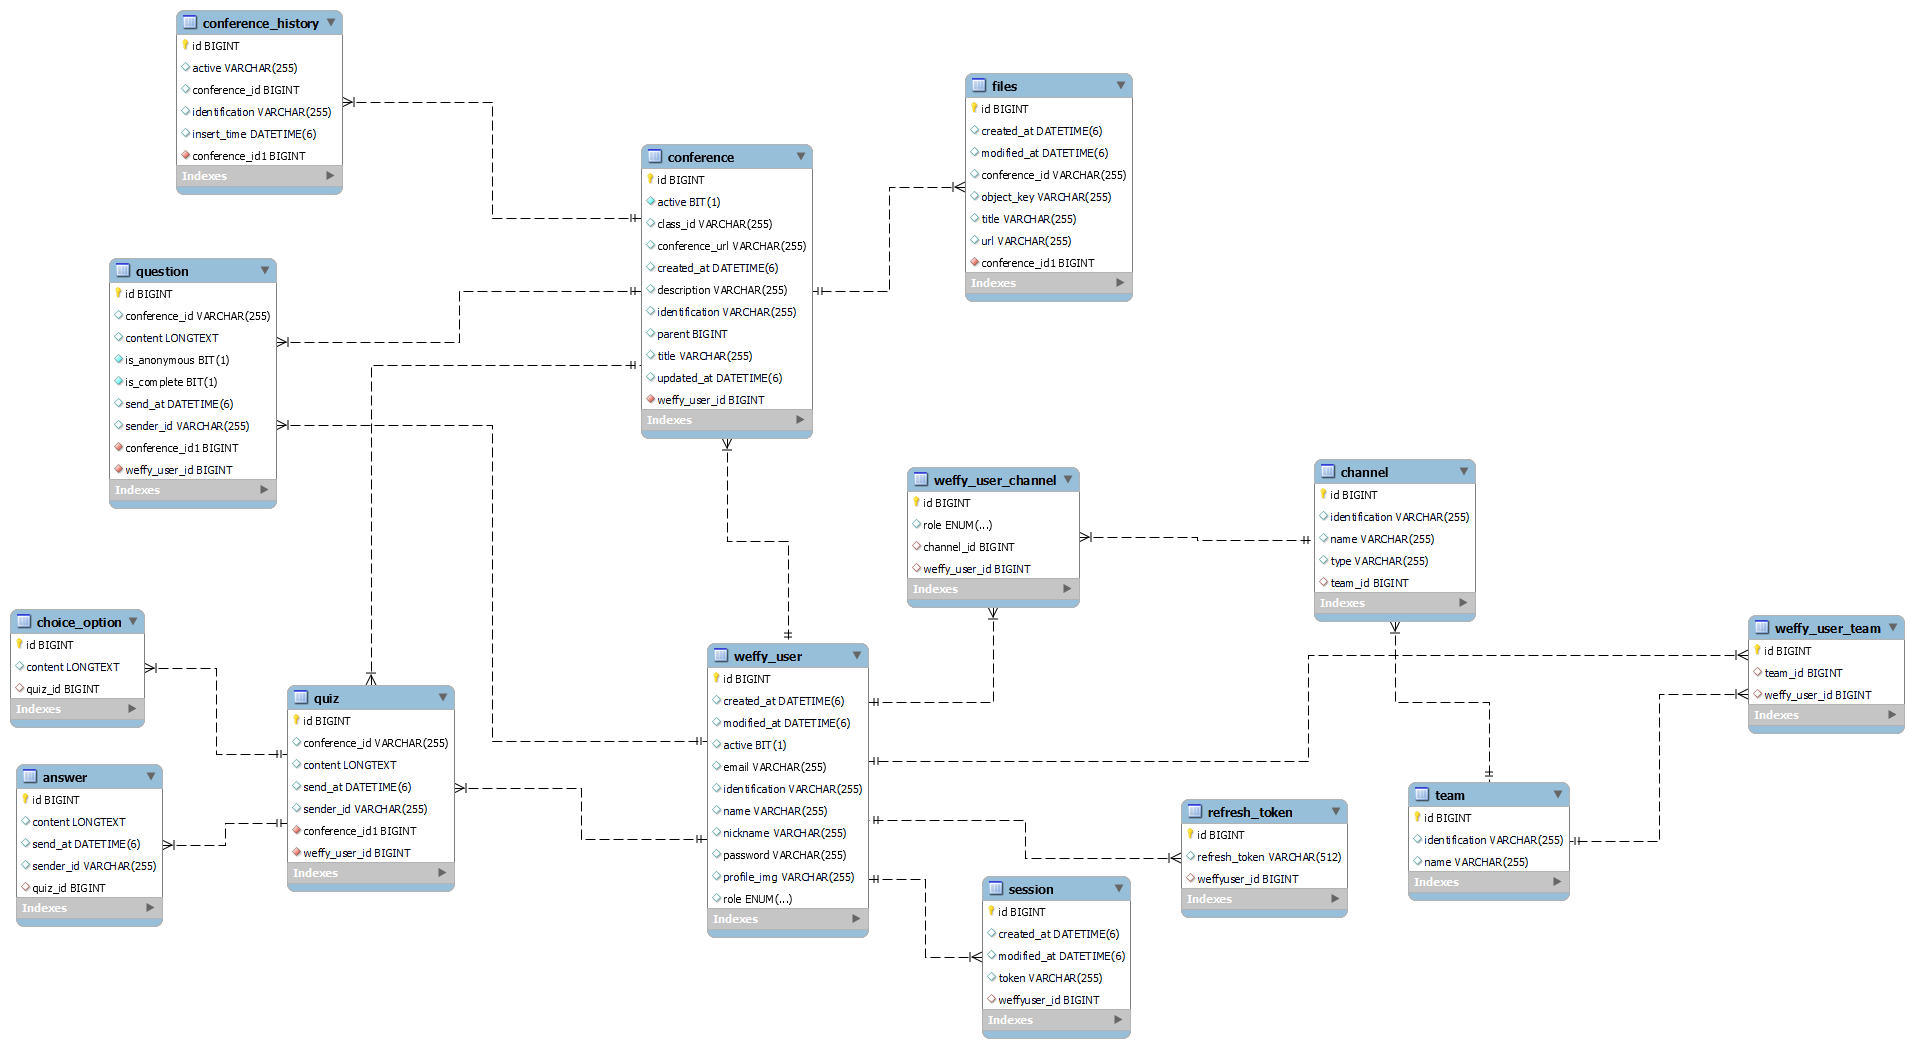 conference_history
id BIGINT
active VARCHAR(255)
conference_id BIGINT
identification VARCHAR(255)
insert_time DATETIME(6)
conference_id1 BIGINT
Indexes
files
id BIGINT
created_at DATETIME(6)
modified_at DATETIME(6)
conference_id VARCHAR(255)
object_key VARCHAR(255)
title VARCHAR(255)
url VARCHAR(255)
conference_id1 BIGINT
Indexes
conference
id BIGINT
active BIT(1)
class_id VARCHAR(255)
conference_url VARCHAR(255)
created_at DATETIME(6)
description VARCHAR(255)
identification VARCHAR(255)
parent BIGINT
title VARCHAR(255)
updated_at DATETIME(6)
weffy_user_id BIGINT
Indexes
question
id BIGINT
conference_id VARCHAR(255)
content LONGTEXT
is_anonymous BIT(1)
is_complete BIT(1)
send_at DATETIME(6)
sender_id VARCHAR(255)
conference_id1 BIGINT
weffy_user_id BIGINT
Indexes
weffy_user_channel
id BIGINT
role ENUM(...)
channel_id BIGINT
weffy_user_id BIGINT
Indexes
channel
id BIGINT
identification VARCHAR(255)
name VARCHAR(255)
type VARCHAR(255)
team_id BIGINT
Indexes
choice_option
id BIGINT
content LONGTEXT
quiz_id BIGINT
Indexes
weffy_user_team
id BIGINT
team_id BIGINT
weffy_user_id BIGINT
Indexes
weffy_user
id BIGINT
created_at DATETIME(6)
modified_at DATETIME(6)
active BIT(1)
email VARCHAR(255)
identification VARCHAR(255)
name VARCHAR(255)
nickname VARCHAR(255)
password VARCHAR(255)
profile_img VARCHAR(255)
role ENUM(...)
Indexes
quiz
id BIGINT
conference_id VARCHAR(255)
content LONGTEXT
send_at DATETIME(6)
sender_id VARCHAR(255)
conference_id1 BIGINT
weffy_user_id BIGINT
Indexes
answer
id BIGINT
content LONGTEXT
send_at DATETIME(6)
sender_id VARCHAR(255)
quiz_id BIGINT
Indexes
team
id BIGINT
identification VARCHAR(255)
name VARCHAR(255)
Indexes
refresh_token
id BIGINT
refresh_token VARCHAR(512)
weffyuser_id BIGINT
Indexes
session
id BIGINT
created_at DATETIME(6)
modified_at DATETIME(6)
token VARCHAR(255)
weffyuser_id BIGINT
Indexes